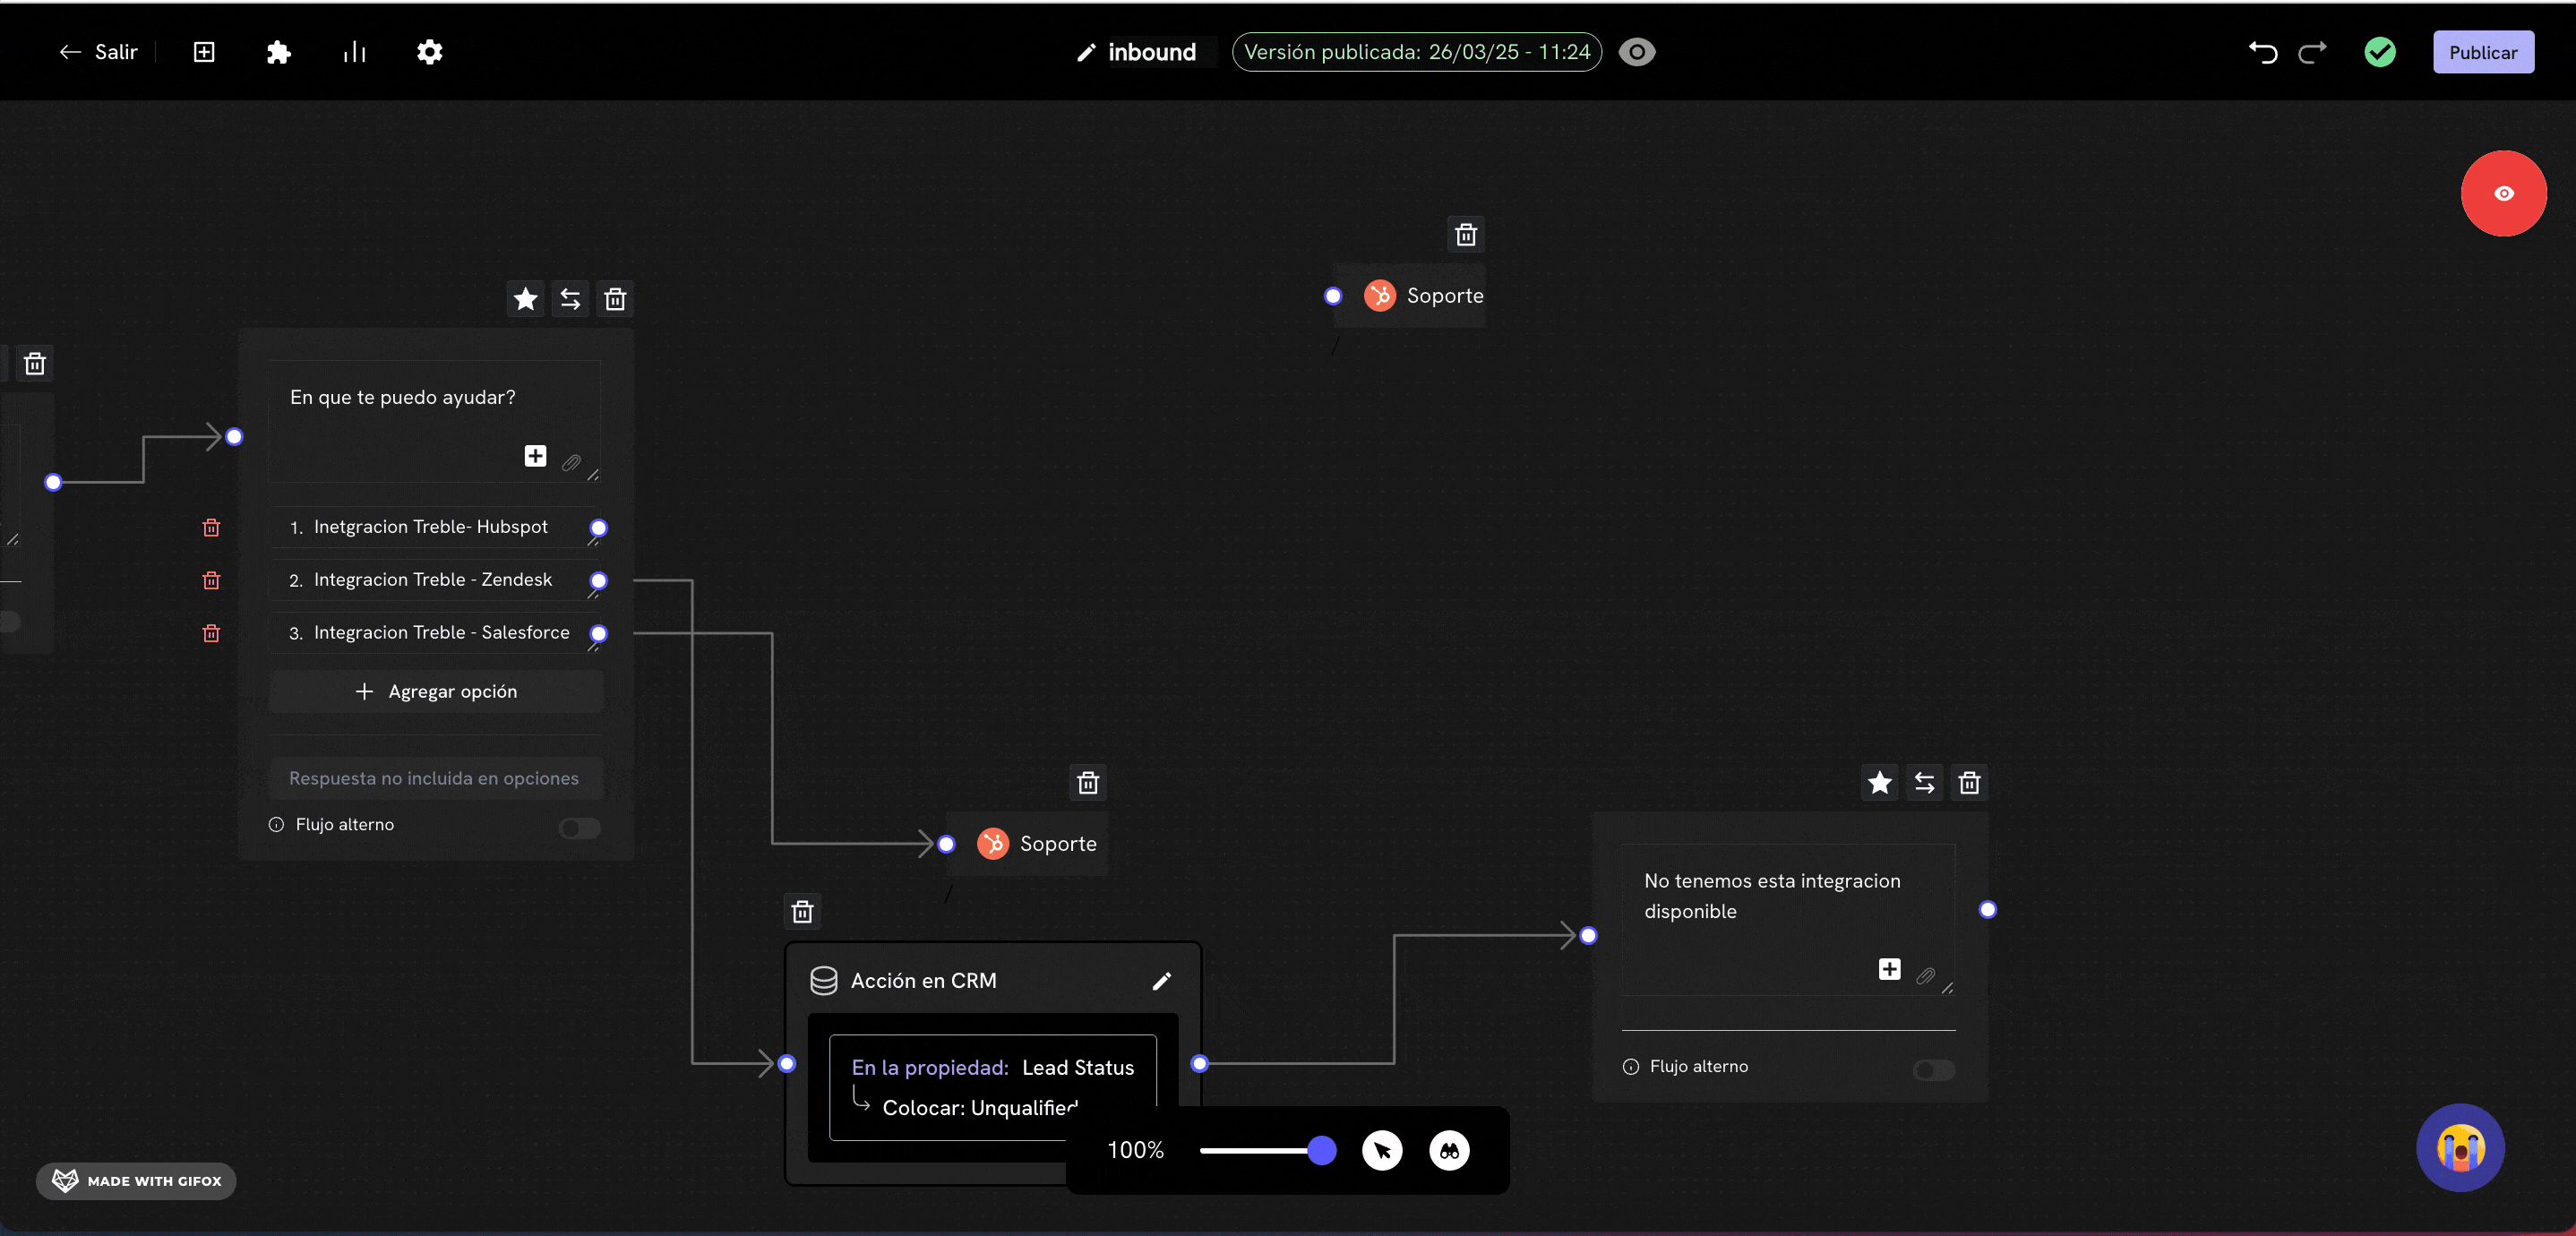 Salir
inbound
Versión publicada: 26/03/25 - 11:24
Publicar
Soporte
En que te puedo ayudar?
1. Inetgracion Treble- Hubspot
2. Integracion Treble - Zendesk
3. Integracion Treble - Salesforce
Agregar opción
Respuesta no incluida en opciones
Flujo alterno
Soporte
Acción en CRM
En la propiedad: Lead Status
Colocar: Unqualified
No tenemos esta integracion
disponible
Flujo alterno
100%
MADE WITH GIFOX